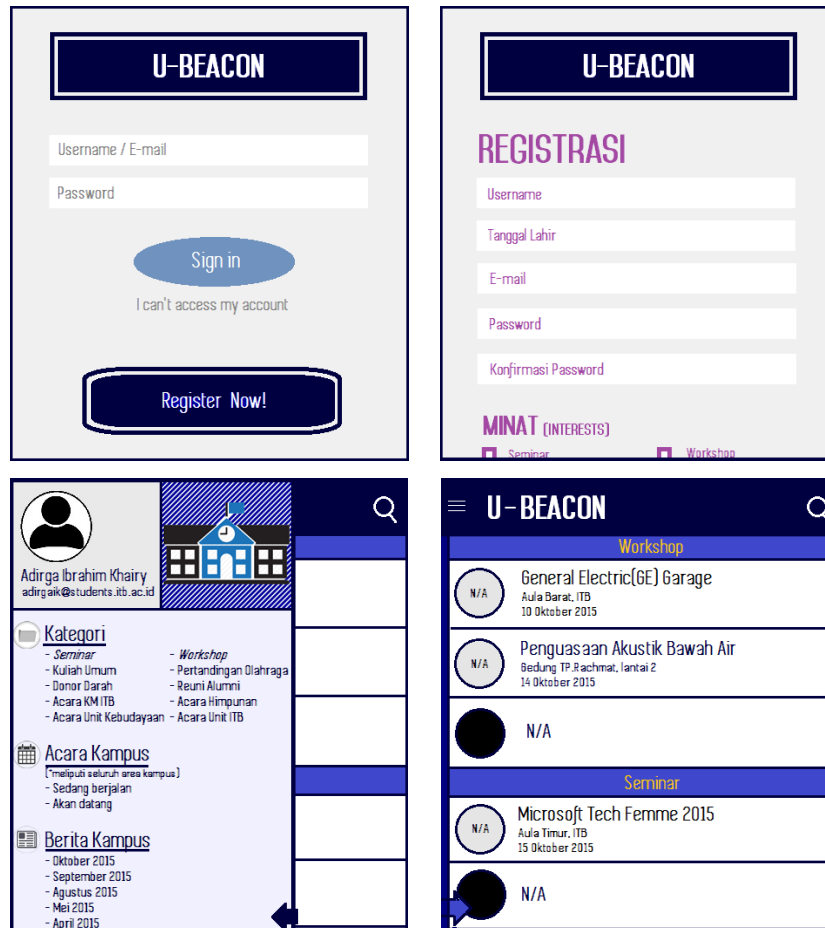 U-BEACON
Username / E-mail
Password
Sign in
I can't access my account
Register Now!
U-BEACON
REGISTRASI
Username
Tanggal Lahir
E-mail
Password
Konfirmasi Password
MINAT (INTERESTS)
Seminar Workshop
Adirga Ibrahim Khairy
adirgaik@students.itb.ac.id
Kategori
- Seminar - Workshop
- Kuliah Umum - Pertandingan Olahraga
- Donor Darah - Reuni Alumni
- Acara KM ITB - Acara Himpunan
- Acara Unit Kebudayaan - Acara Unit ITB
Acara Kampus
(*meliputi seluruh area kampus)
- Sedang berjalan
- Akan datang
Berita Kampus
- Oktober 2015
- September 2015
- Agustus 2015
- Mei 2015
- April 2015
U-BEACON
Workshop
N/A
General Electric(GE) Garage
Aula Barat, ITB
10 Oktober 2015
N/A
Penguasaan Akustik Bawah Air
Gedung TP.Rachmat, lantai 2
14 Oktober 2015
N/A
Seminar
N/A
Microsoft Tech Femme 2015
Aula Timur, ITB
15 Oktober 2015
N/A